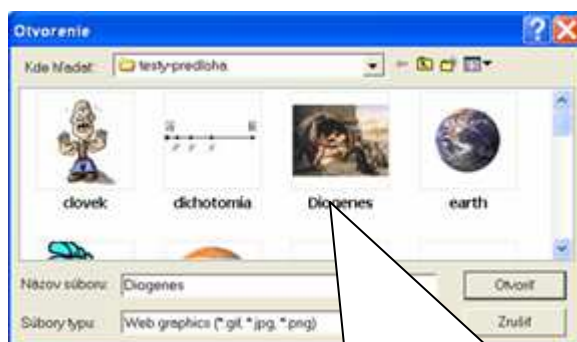 Otvorenie
Kde hľadať: testy-predloha
clovek dichotomia Diogenes earth
Názov súboru: Diogenes Otvoriť
Súbory typu: Web graphics (*.gif, *.jpg, *.png) Zrušiť